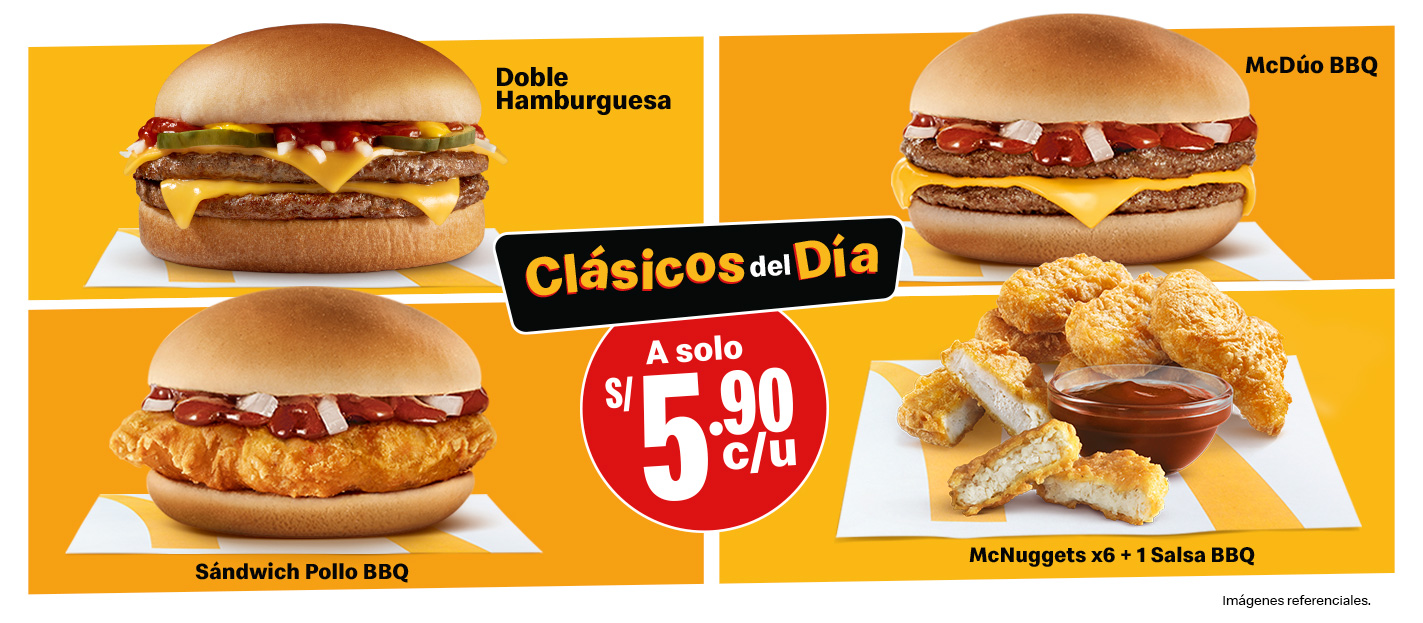 Doble
Hamburguesa
McDúo BBQ
Clásicos del Día
A solo
S/ 5.90
c/u
Sándwich Pollo BBQ
McNuggets x6 + 1 Salsa BBQ
Imágenes referenciales.